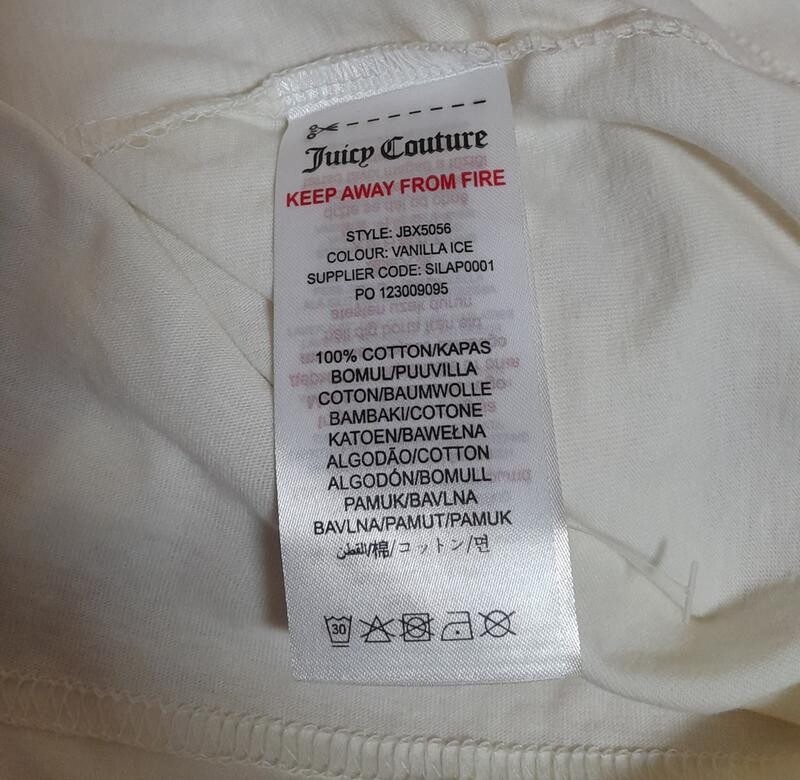 Juicy Couture
KEEP AWAY FROM FIRE
STYLE: JBX5056
COLOUR: VANILLA ICE
SUPPLIER CODE: SILAP0001
PO 123009095
100% COTTON/KAPAS
BOMUL/PUUVILLA
COTON/BAUMWOLLE
BAMBAKI/COTONE
KATOEN/BAWEŁNA
ALGODÃO/COTTON
ALGODÓN/BOMULL
PAMUK/BAVLNA
BAVLNA/PAMUT/PAMUK
القطن/棉/コットン/면
30